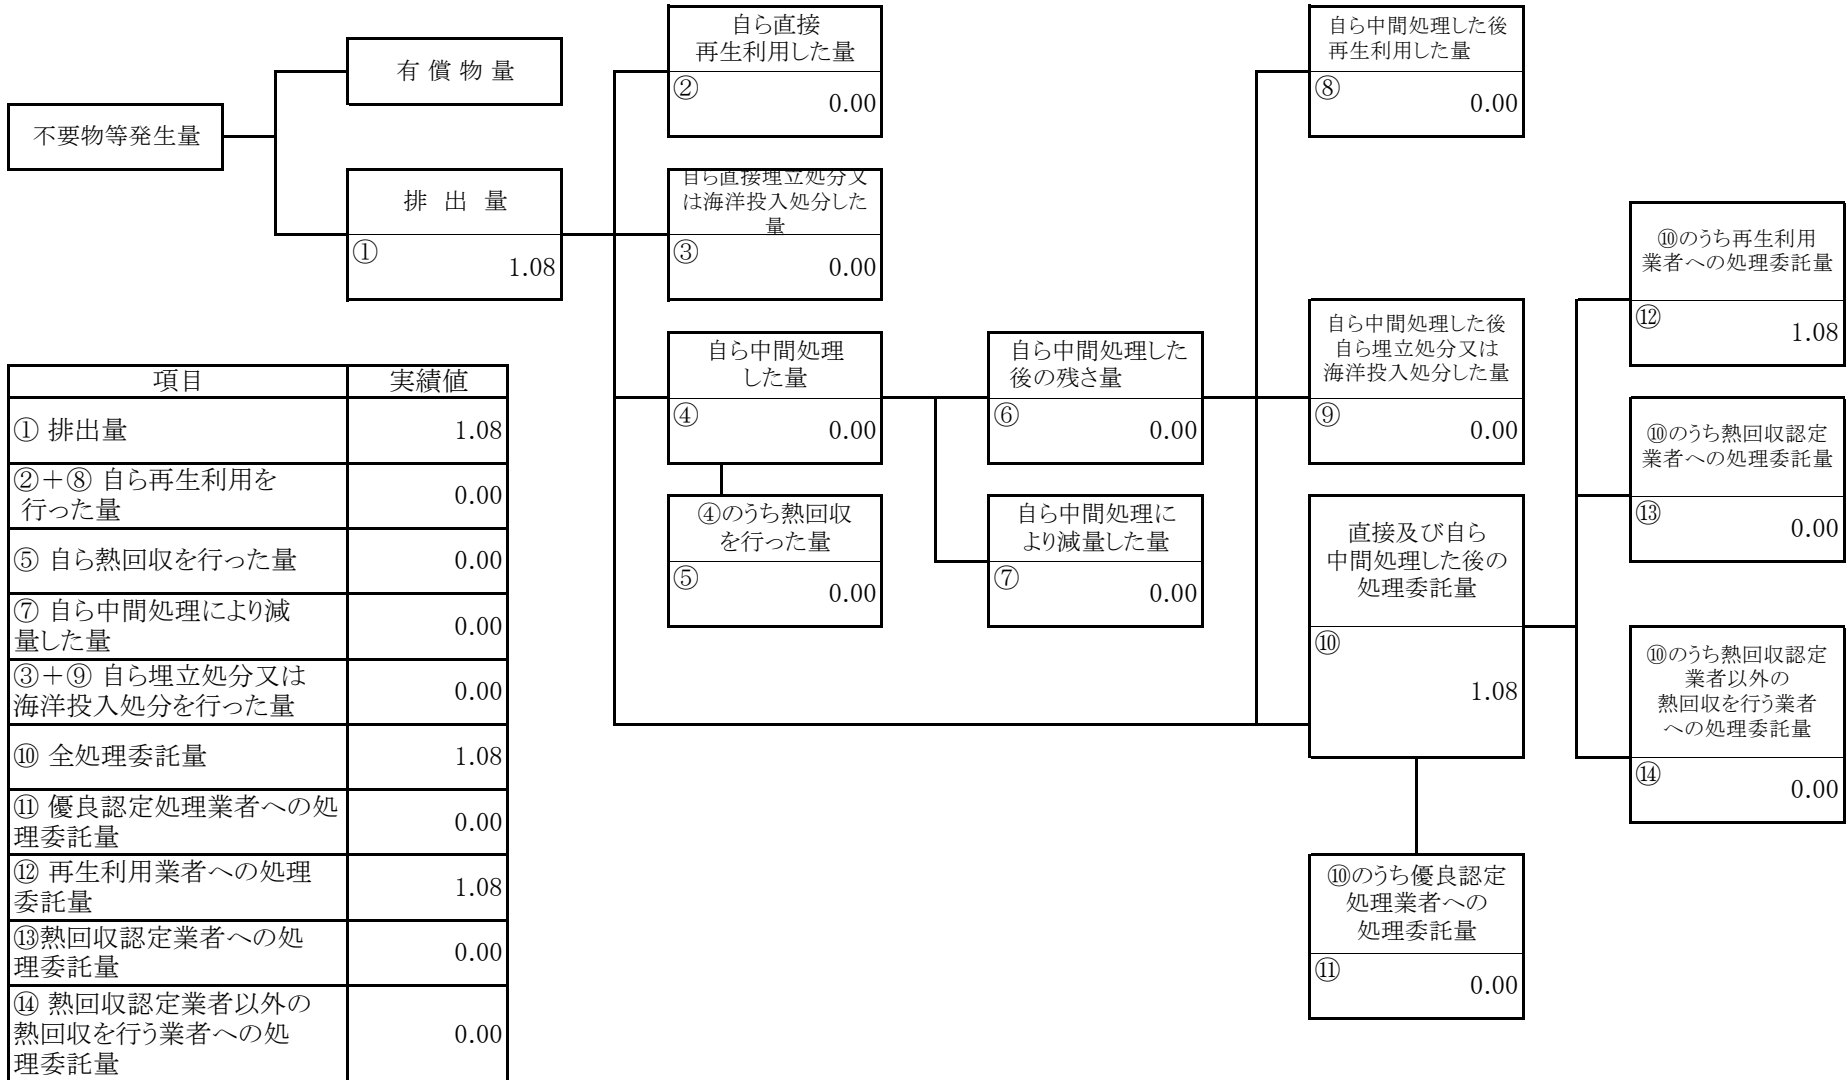 不要物等発生量
有 償 物 量
排 出 量
①
1.08
自ら直接
再生利用した量
②
0.00
自ら直接埋立処分又
は海洋投入処分した
量
③
0.00
自ら中間処理
した量
④
0.00
④のうち熱回収
を行った量
⑤
0.00
自ら中間処理した
後の残さ量
⑥
0.00
自ら中間処理に
より減量した量
⑦
0.00
自ら中間処理した後
再生利用した量
⑧
0.00
自ら中間処理した後
自ら埋立処分又は
海洋投入処分した量
⑨
0.00
直接及び自ら
中間処理した後の
処理委託量
⑩
1.08
⑩のうち優良認定
処理業者への
処理委託量
⑪
0.00
⑩のうち再生利用
業者への処理委託量
⑫
1.08
⑩のうち熱回収認定
業者への処理委託量
⑬
0.00
⑩のうち熱回収認定
業者以外の
熱回収を行う業者
への処理委託量
⑭
0.00
項目 実績値
① 排出量 1.08
②+⑧ 自ら再生利用を
行った量 0.00
⑤ 自ら熱回収を行った量 0.00
⑦ 自ら中間処理により減
量した量 0.00
③+⑨ 自ら埋立処分又は
海洋投入処分を行った量 0.00
⑩ 全処理委託量 1.08
⑪ 優良認定処理業者への処
理委託量 0.00
⑫ 再生利用業者への処理
委託量 1.08
⑬熱回収認定業者への処
理委託量 0.00
⑭ 熱回収認定業者以外の
熱回収を行う業者への処
理委託量 0.00